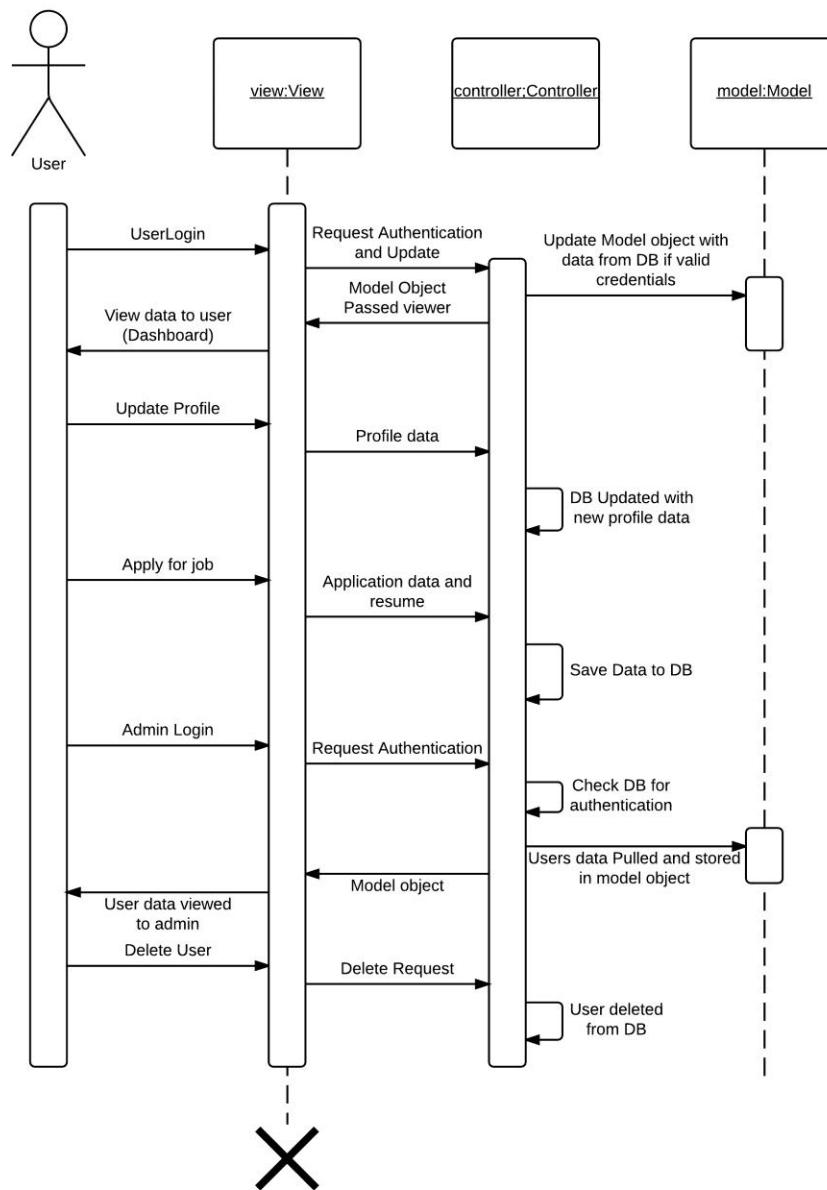 view:View
controller;Controller
model:Model
User
UserLogin
Request Authentication
and Update
Update Model object with
data from DB if valid
credentials
Model Object
Passed viewer
View data to user
(Dashboard)
Update Profile
Profile data
DB Updated with
new profile data
Apply for job
Application data and
resume
Save Data to DB
Admin Login
Request Authentication
Check DB for
authentication
Users data Pulled and stored
in model object
Model object
User data viewed
to admin
Delete User
Delete Request
User deleted
from DB